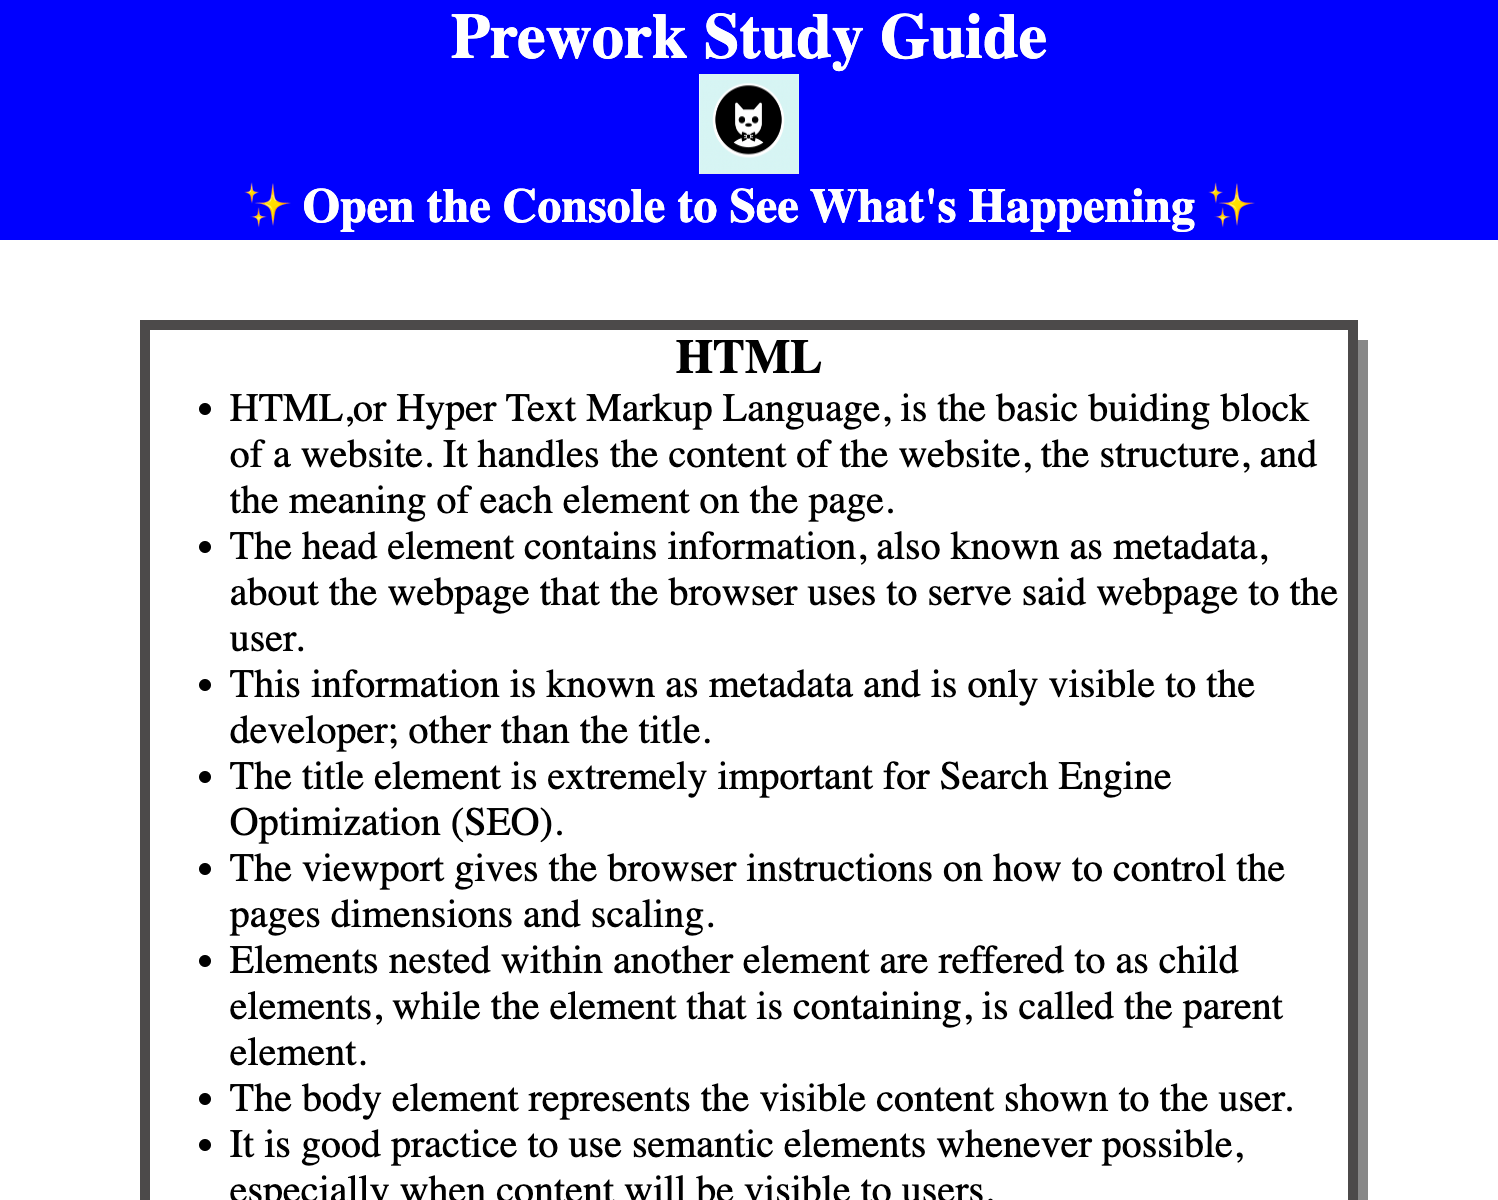 Prework Study Guide
✨ Open the Console to See What's Happening ✨
HTML
• HTML,or Hyper Text Markup Language, is the basic buiding block
of a website. It handles the content of the website, the structure, and
the meaning of each element on the page.
• The head element contains information, also known as metadata,
about the webpage that the browser uses to serve said webpage to the
user.
• This information is known as metadata and is only visible to the
developer; other than the title.
• The title element is extremely important for Search Engine
Optimization (SEO).
• The viewport gives the browser instructions on how to control the
pages dimensions and scaling.
• Elements nested within another element are reffered to as child
elements, while the element that is containing, is called the parent
element.
• The body element represents the visible content shown to the user.
• It is good practice to use semantic elements whenever possible,
especially when content will be visible to users.